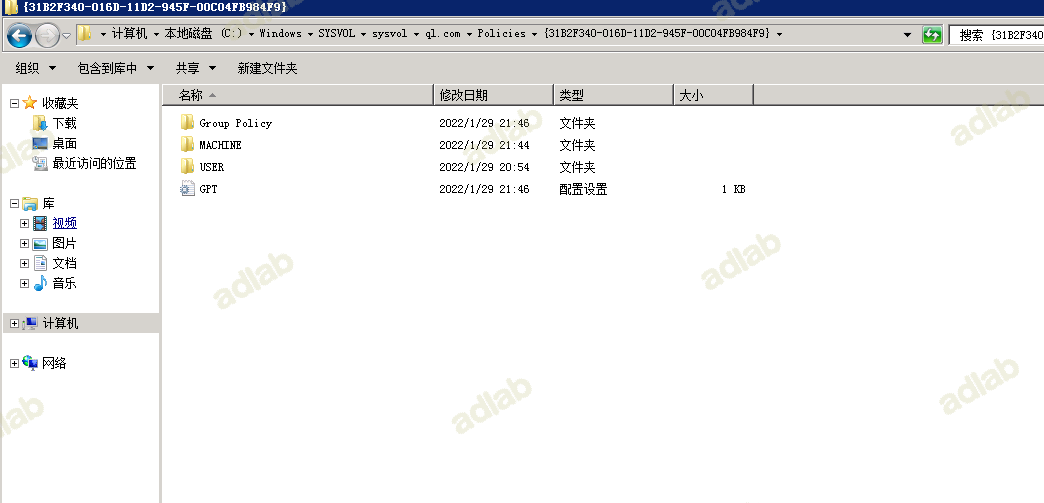 {31B2F340-016D-11D2-945F-00C04FB984F9}
计算机 本地磁盘 (C:) Windows SYSVOL sysvol ql.com Policies {31B2F340-016D-11D2-945F-00C04FB984F9}
搜索 {31B2F340
组织 包含到库中 共享 新建文件夹
名称 修改日期 类型 大小
收藏夹
下载
桌面
最近访问的位置
库
视频
图片
文档
音乐
计算机
网络
Group Policy 2022/1/29 21:46 文件夹
MACHINE 2022/1/29 21:44 文件夹
USER 2022/1/29 20:54 文件夹
GPT 2022/1/29 21:46 配置设置 1 KB
adlab
adlab
adlab
adlab
adlab
adlab